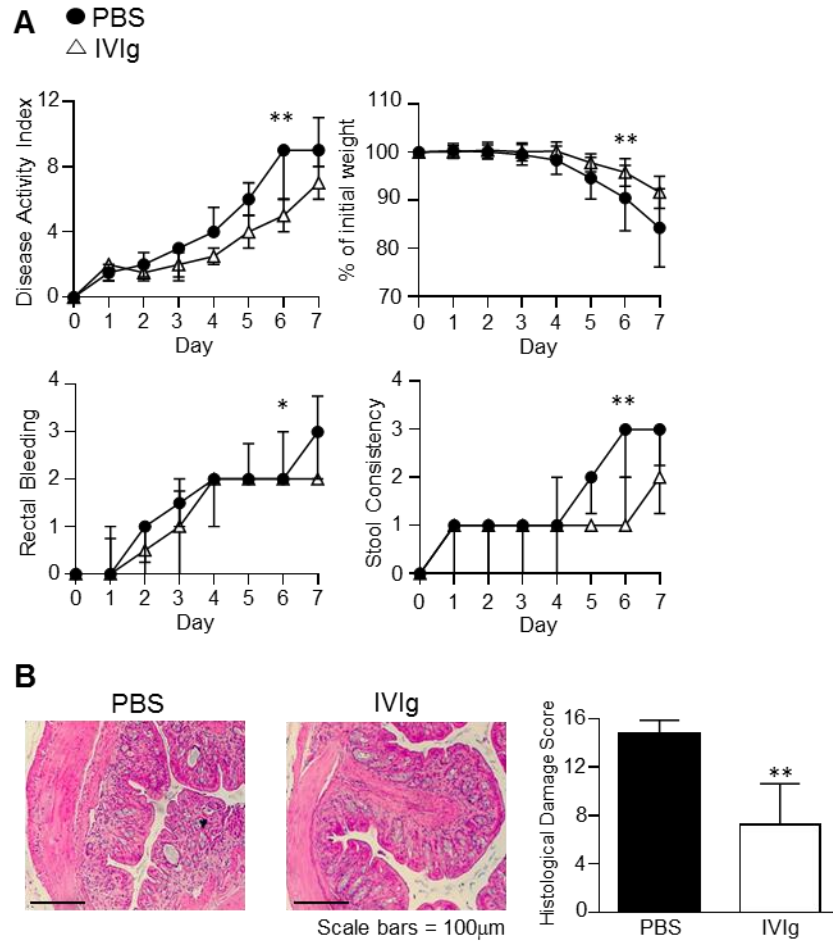 A
● PBS
△ IVIg
Disease Activity Index
12
8
4
0
**
0 1 2 3 4 5 6 7
Day
% of initial weight
110
100
90
80
70
**
0 1 2 3 4 5 6 7
Day
Rectal Bleeding
4
3
2
1
0
*
0 1 2 3 4 5 6 7
Day
Stool Consistency
4
3
2
1
0
**
0 1 2 3 4 5 6 7
Day
B
PBS
IVIg
Scale bars = 100μm
Histological Damage Score
16
12
8
4
0
**
PBS IVIg